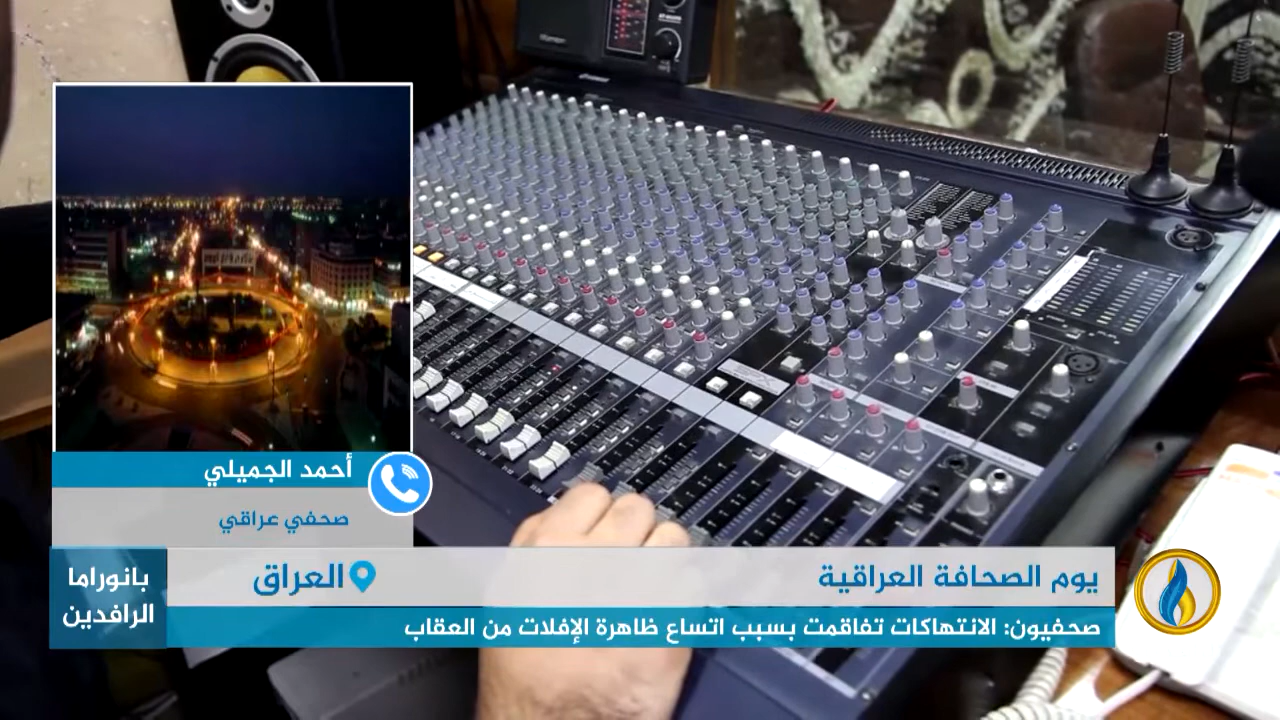 أحمد الجميلي
صحفي عراقي
يوم الصحافة العراقية
العراق
صحفيون: الانتهاكات تفاقمت بسبب اتساع ظاهرة الإفلات من العقاب
بانوراما
الرافدين